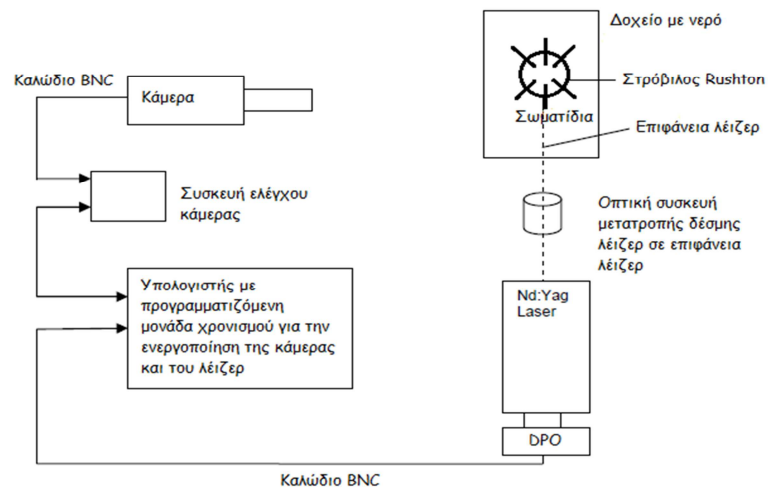 Δοχείο με νερό
Καλώδιο BNC
Κάμερα
Στρόβιλος Rushton
Σωματίδια
Επιφάνεια λέιζερ
Συσκευή ελέγχου
κάμερας
Οπτική συσκευή
μετατροπής δέσμης
λέιζερ σε επιφάνεια
λέιζερ
Υπολογιστής με
προγραμματιζόμενη
μονάδα χρονισμού για την
ενεργοποίηση της κάμερας
και του λέιζερ
Nd:Yag
Laser
DPO
Καλώδιο BNC